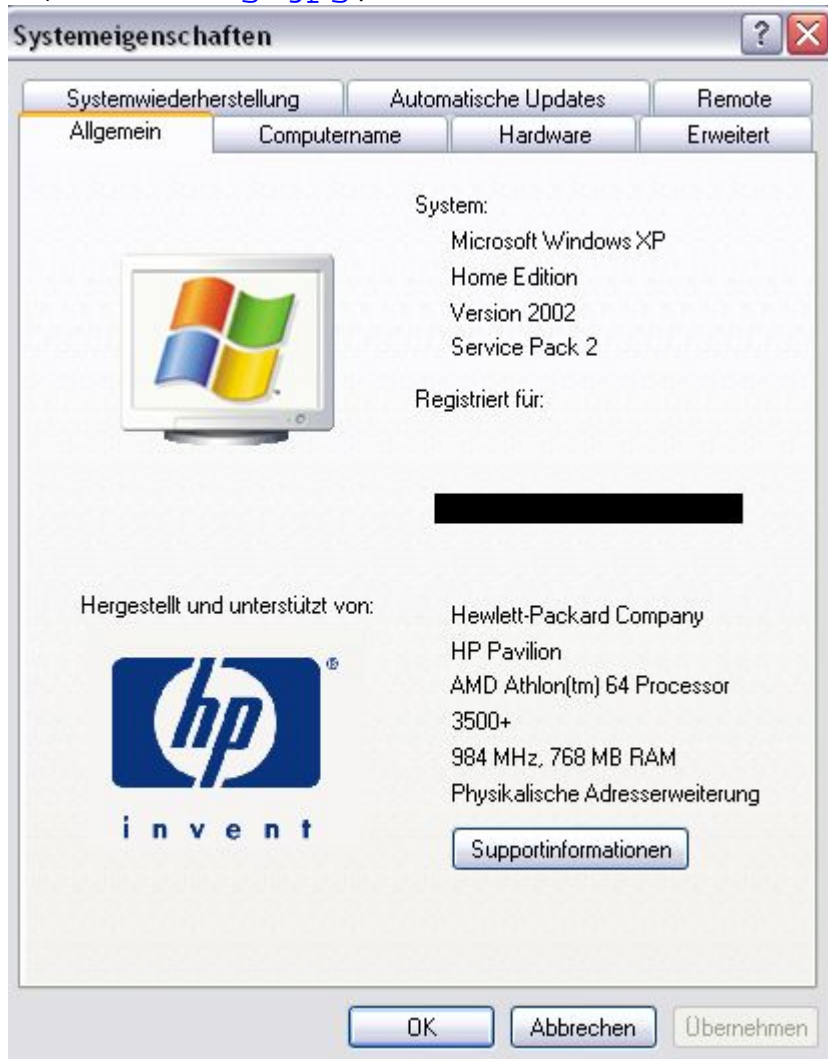 Systemeigenschaften
Systemwiederherstellung Automatische Updates Remote
Allgemein Computername Hardware Erweitert
System:
Microsoft Windows XP
Home Edition
Version 2002
Service Pack 2
Registriert für:
Hergestellt und unterstützt von:
hp
®
invent
Hewlett-Packard Company
HP Pavilion
AMD Athlon(tm) 64 Processor
3500+
984 MHz, 768 MB RAM
Physikalische Adresserweiterung
Supportinformationen
OK Abbrechen Übernehmen